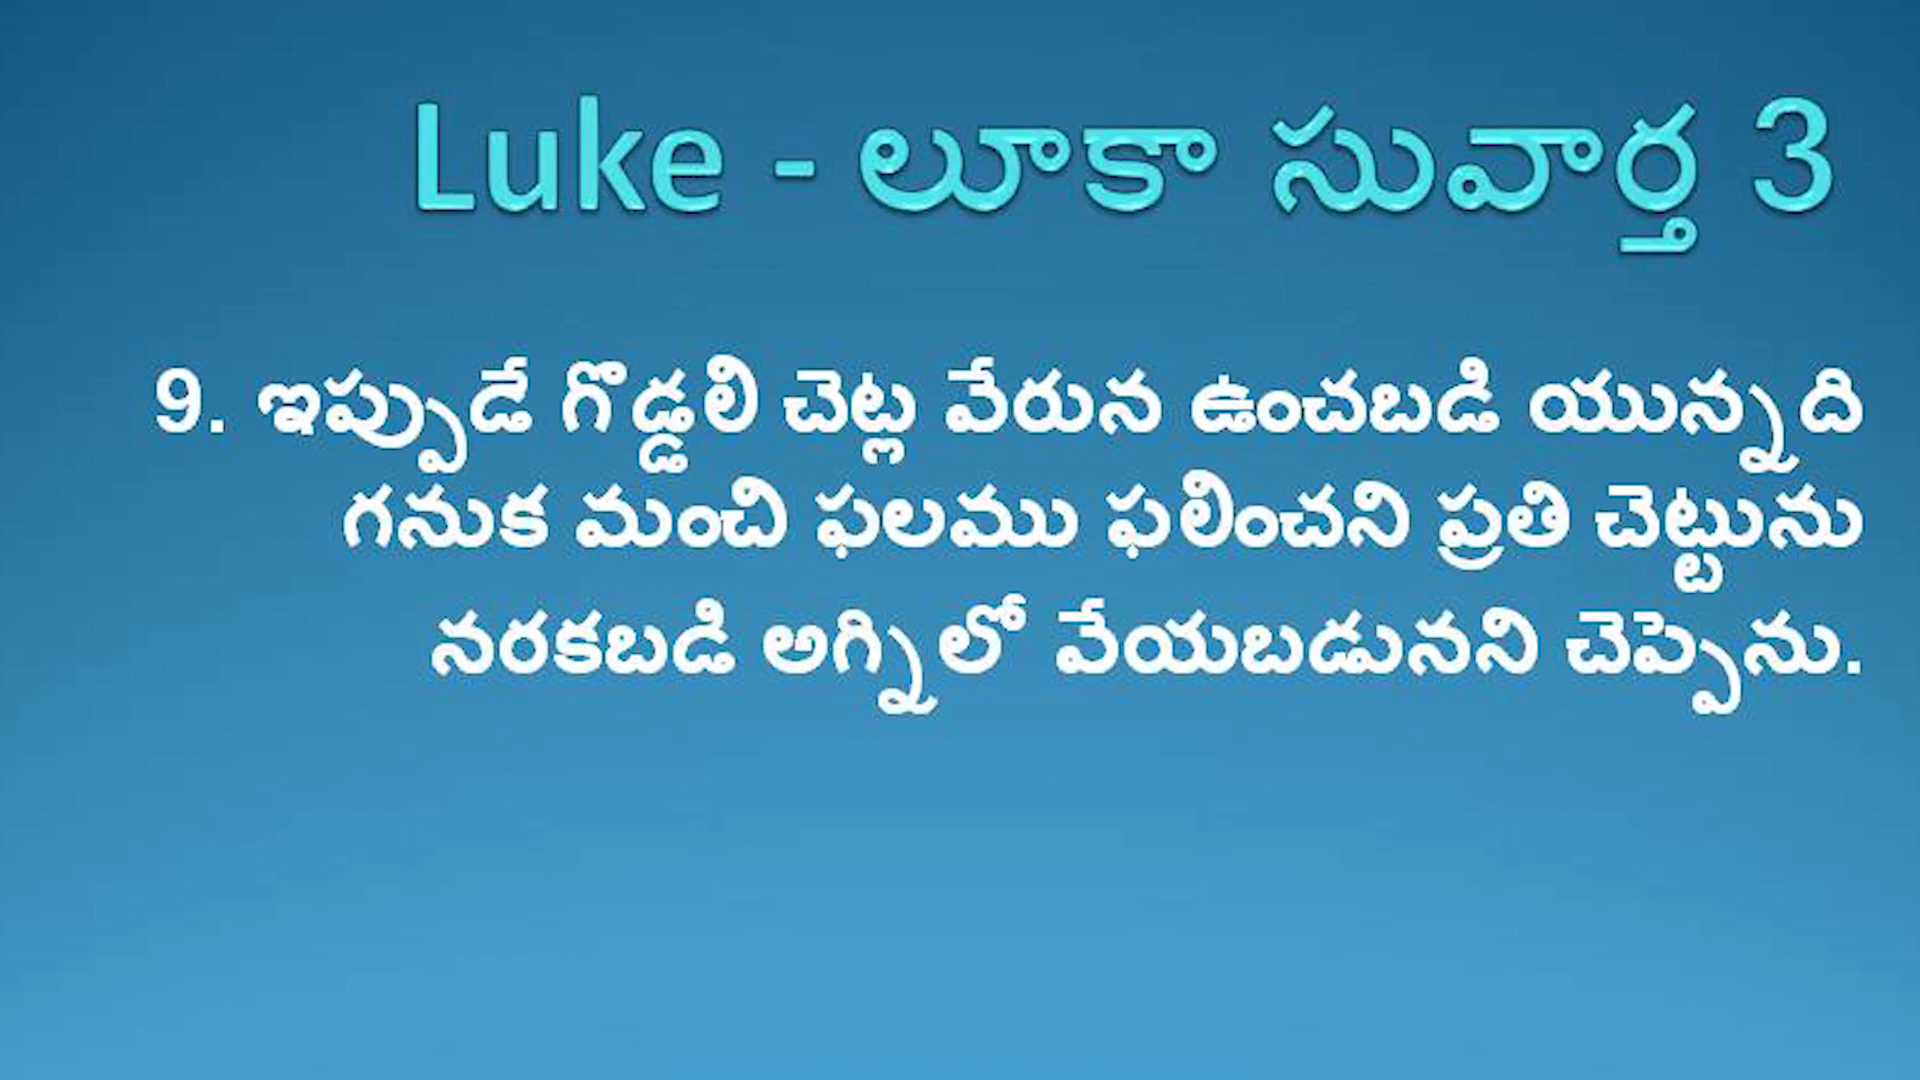 Luke - లూకా సువార్త 3
9. ఇప్పుడే గొడ్డలి చెట్ల వేరున ఉంచబడి యున్నది
గనుక మంచి ఫలము ఫలించని ప్రతి చెట్టును
నరకబడి అగ్నిలో వేయబడునని చెప్పెను.